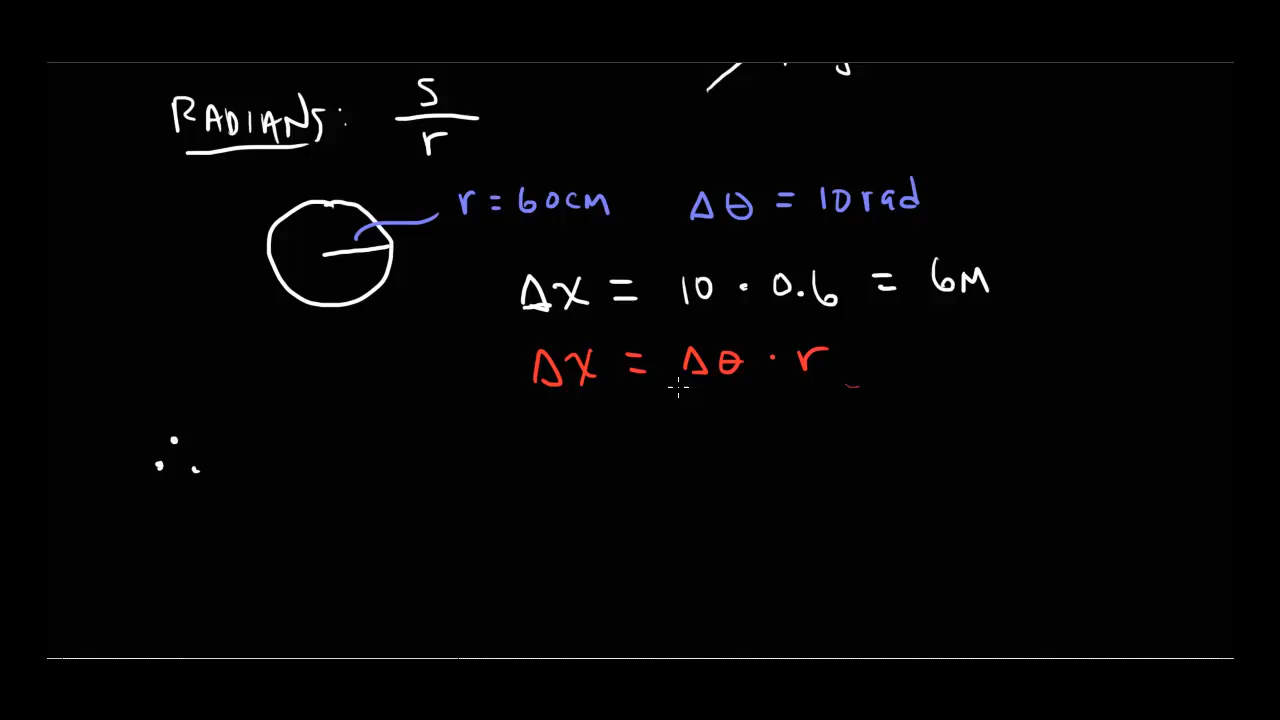 RADIANS: s/r
r = 60cm Δθ = 10 rad
Δx = 10 · 0.6 = 6M
Δx = Δθ · r
∴